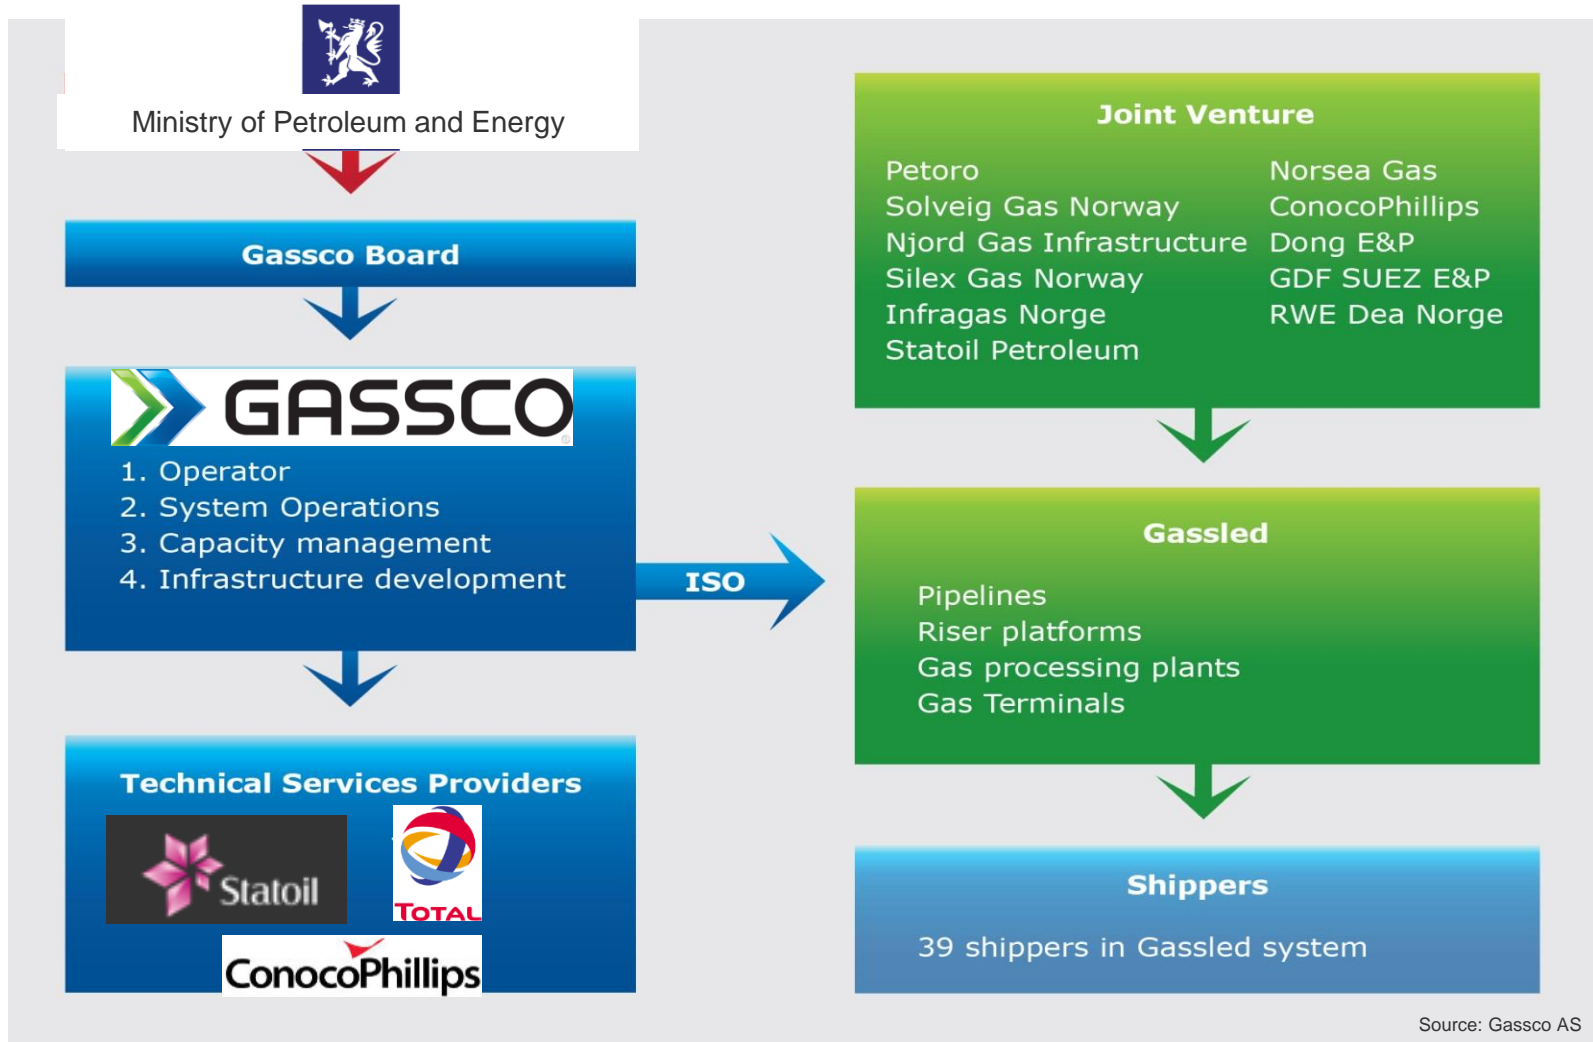 Ministry of Petroleum and Energy
Gassco Board
GASSCO
1. Operator
2. System Operations
3. Capacity management
4. Infrastructure development
Technical Services Providers
Statoil
TOTAL
ConocoPhillips
ISO
Joint Venture
Petoro
Solveig Gas Norway
Njord Gas Infrastructure
Silex Gas Norway
Infragas Norge
Statoil Petroleum
Norsea Gas
ConocoPhillips
Dong E&P
GDF SUEZ E&P
RWE Dea Norge
Gassled
Pipelines
Riser platforms
Gas processing plants
Gas Terminals
Shippers
39 shippers in Gassled system
Source: Gassco AS